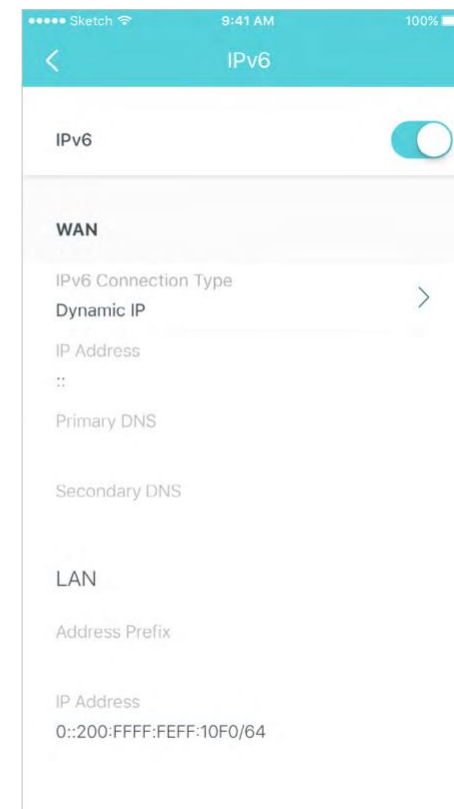 Sketch 9:41 AM 100%
IPv6
IPv6
WAN
IPv6 Connection Type
Dynamic IP
IP Address
::
Primary DNS
Secondary DNS
LAN
Address Prefix
IP Address
0::200:FFFF:FEFF:10F0/64